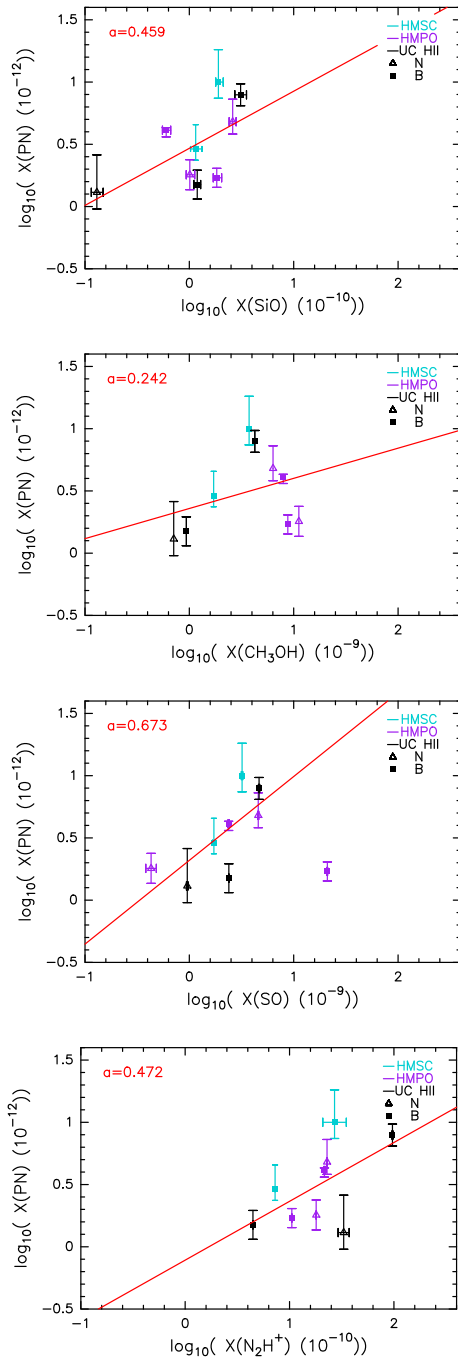 a=0.459
HMSC
HMPO
UC HII
N
B
1.5
1
0.5
0
−0.5
log₁₀( X(PN) (10⁻¹²))
−1 0 1 2
log₁₀( X(SiO) (10⁻¹⁰))
a=0.242
HMSC
HMPO
UC HII
N
B
1.5
1
0.5
0
−0.5
log₁₀( X(PN) (10⁻¹²))
−1 0 1 2
log₁₀( X(CH₃OH) (10⁻⁹))
a=0.673
HMSC
HMPO
UC HII
N
B
1.5
1
0.5
0
−0.5
log₁₀( X(PN) (10⁻¹²))
−1 0 1 2
log₁₀( X(SO) (10⁻⁹))
a=0.472
HMSC
HMPO
UC HII
N
B
1.5
1
0.5
0
−0.5
log₁₀( X(PN) (10⁻¹²))
−1 0 1 2
log₁₀( X(N₂H⁺) (10⁻¹⁰))